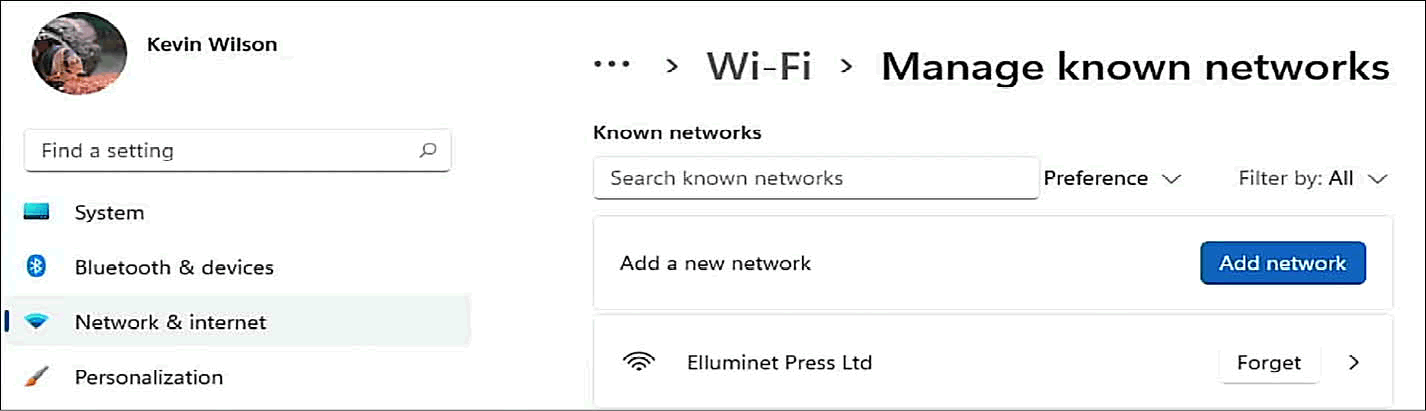 Kevin Wilson
Find a setting
System
Bluetooth & devices
Network & internet
Personalization
··· > Wi-Fi > Manage known networks
Known networks
Search known networks Preference Filter by: All
Add a new network Add network
Elluminet Press Ltd Forget >